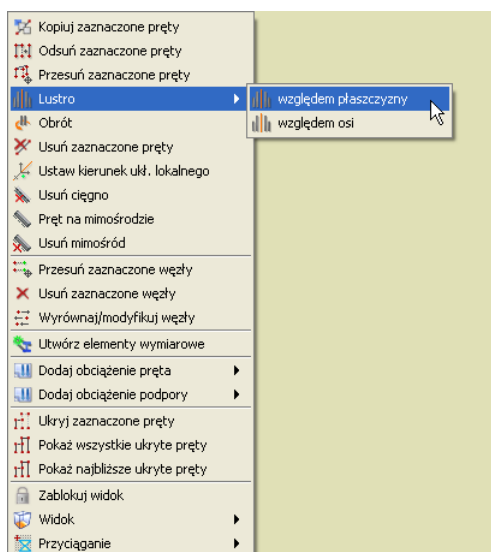 Kopiuj zaznaczone pręty
Odsuń zaznaczone pręty
Przesuń zaznaczone pręty
Lustro
względem płaszczyzny
Obrót
względem osi
Usuń zaznaczone pręty
Ustaw kierunek ukł. lokalnego
Usuń cięgno
Pręt na mimośrodzie
Usuń mimośród
Przesuń zaznaczone węzły
Usuń zaznaczone węzły
Wyrównaj/modyfikuj węzły
Utwórz elementy wymiarowe
Dodaj obciążenie pręta
Dodaj obciążenie podpory
Ukryj zaznaczone pręty
Pokaż wszystkie ukryte pręty
Pokaż najbliższe ukryte pręty
Zablokuj widok
Widok
Przyciąganie